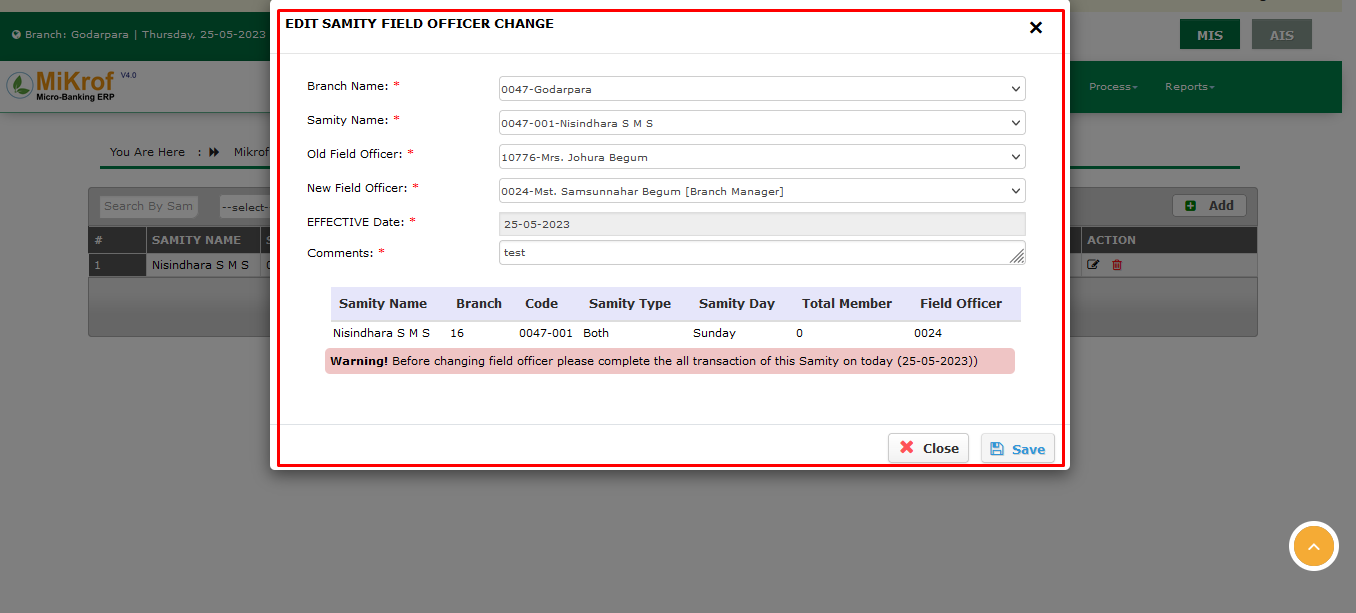 EDIT SAMITY FIELD OFFICER CHANGE
Branch: Godarpara | Thursday, 25-05-2023
MIS
AIS
MiKrof V4.0
Micro-Banking ERP
Process
Reports
Branch Name: *
0047-Godarpara
Samity Name: *
0047-001-Nisindhara S M S
Old Field Officer: *
10776-Mrs. Johura Begum
New Field Officer: *
0024-Mst. Samsunnahar Begum [Branch Manager]
EFFECTIVE Date: *
25-05-2023
Comments: *
test
You Are Here : Mikrof
Search By Sam
--select-
Add
# SAMITY NAME
ACTION
1 Nisindhara S M S
Samity Name Branch Code Samity Type Samity Day Total Member Field Officer
Nisindhara S M S 16 0047-001 Both Sunday 0 0024
Warning! Before changing field officer please complete the all transaction of this Samity on today (25-05-2023))
Close
Save